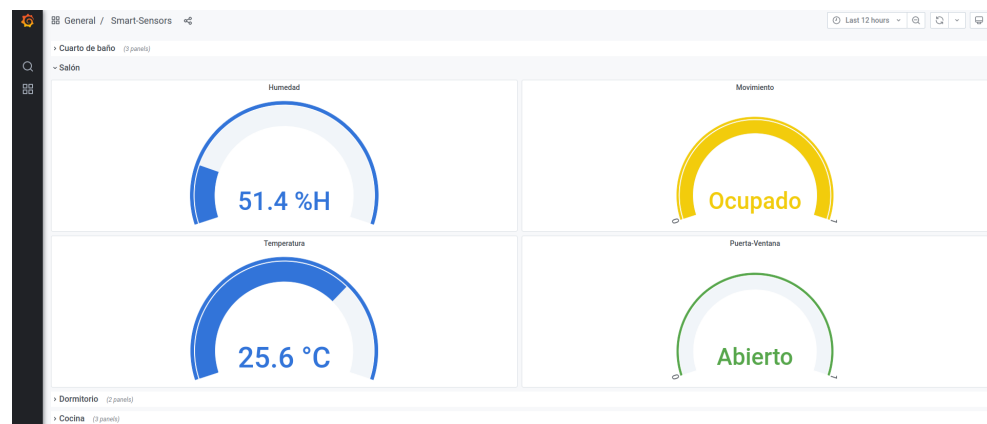 General / Smart-Sensors
Last 12 hours
Cuarto de baño (3 panels)
Salón
Humedad
51.4 %H
Movimiento
0
Ocupado
1
Temperatura
25.6 °C
Puerta-Ventana
0
Abierto
1
Dormitorio (2 panels)
Cocina (3 panels)